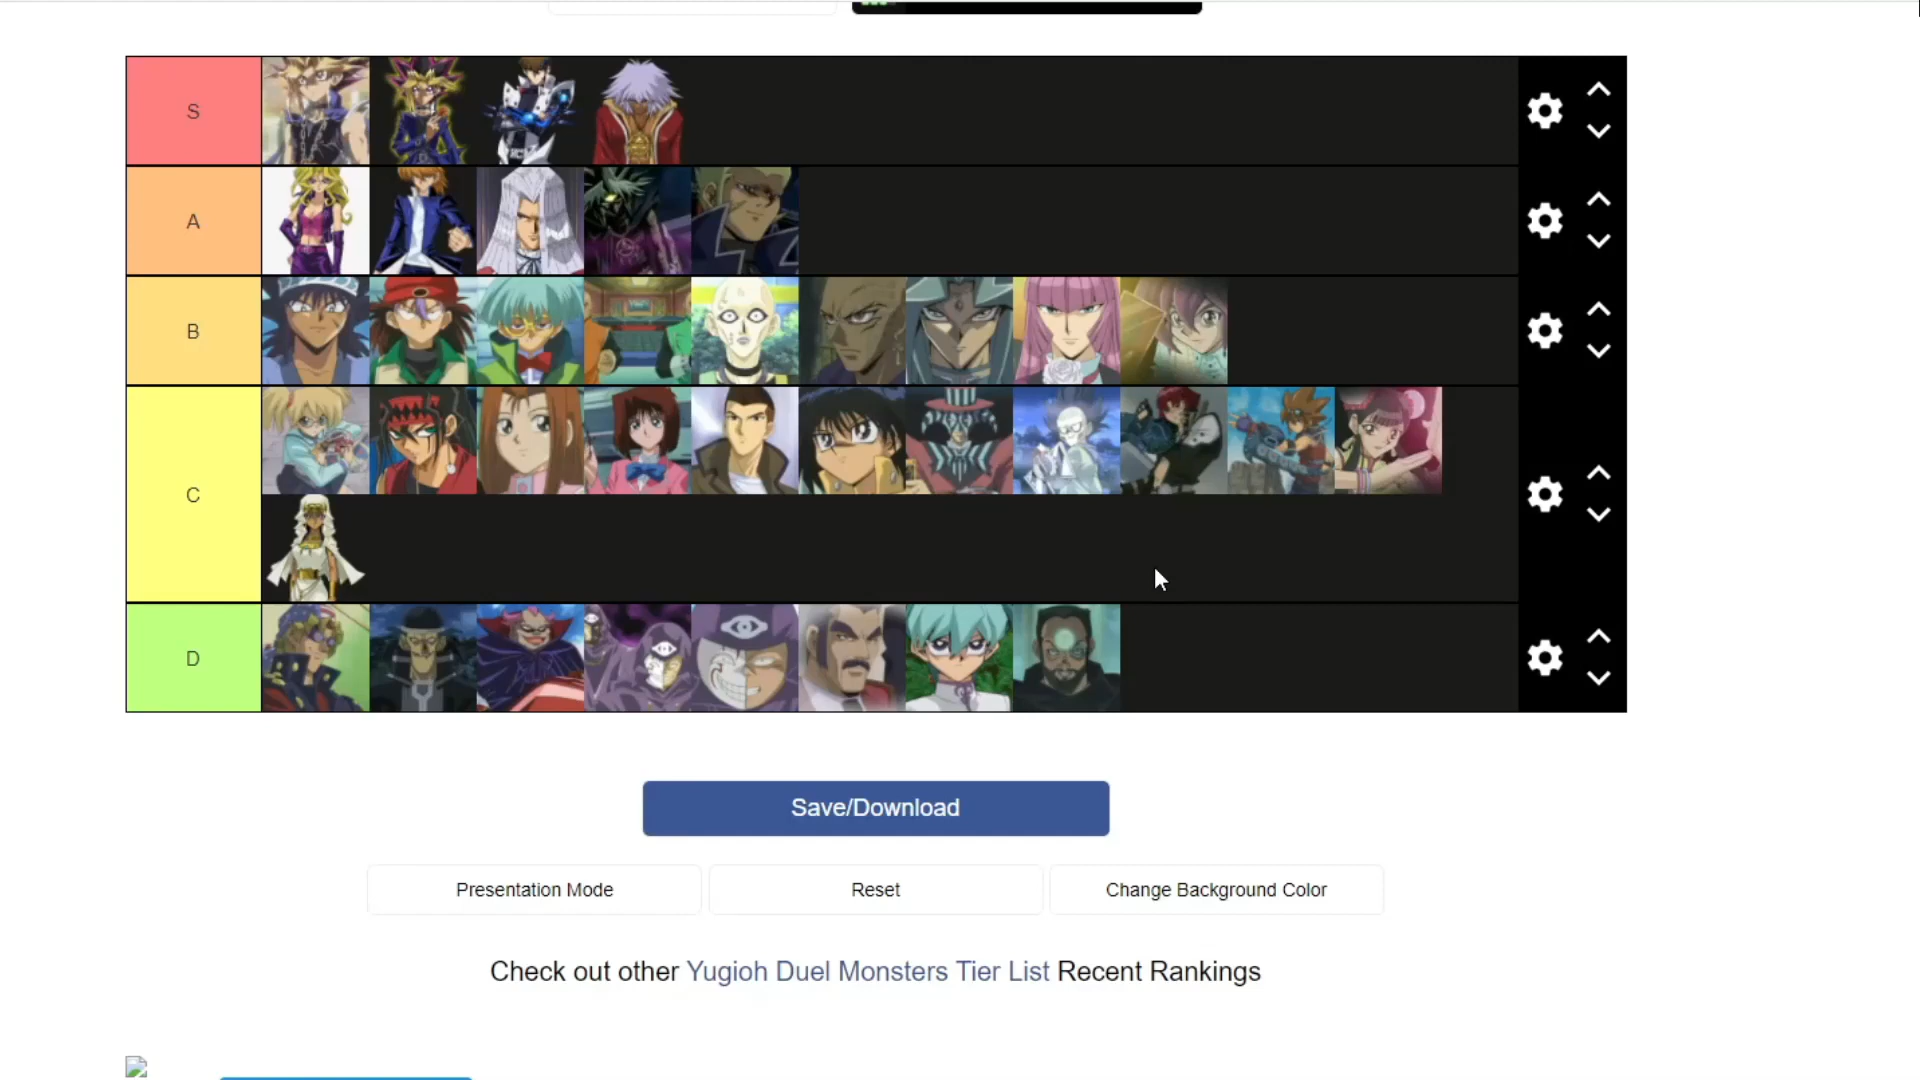 S
A
B
C
D
Save/Download
Presentation Mode
Reset
Change Background Color
Check out other Yugioh Duel Monsters Tier List Recent Rankings